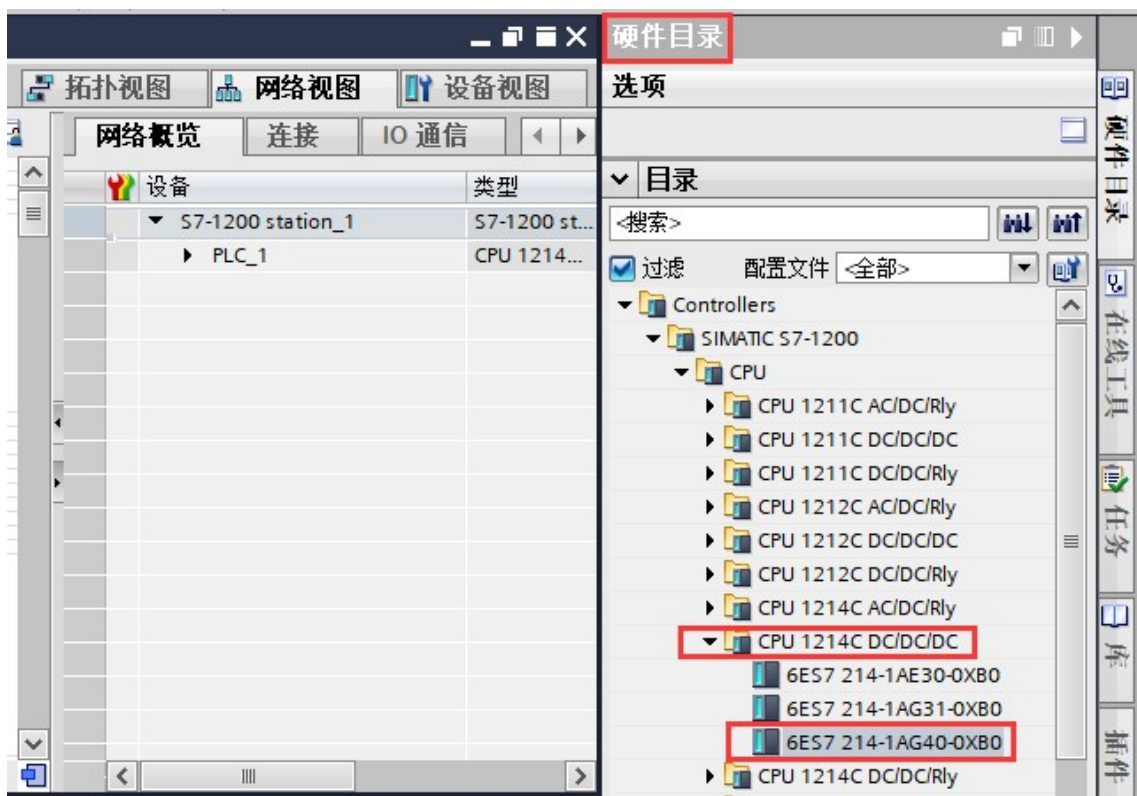 硬件目录
拓扑视图
网络视图
设备视图
选项
网络概览
连接
IO 通信
设备
类型
S7-1200 station_1
S7-1200 st...
PLC_1
CPU 1214...
目录
<搜索>
过滤
配置文件
<全部>
Controllers
SIMATIC S7-1200
CPU
CPU 1211C AC/DC/Rly
CPU 1211C DC/DC/DC
CPU 1211C DC/DC/Rly
CPU 1212C AC/DC/Rly
CPU 1212C DC/DC/DC
CPU 1212C DC/DC/Rly
CPU 1214C AC/DC/Rly
CPU 1214C DC/DC/DC
6ES7 214-1AE30-0XB0
6ES7 214-1AG31-0XB0
6ES7 214-1AG40-0XB0
CPU 1214C DC/DC/Rly
硬件目录
在线工具
任务
库
插件